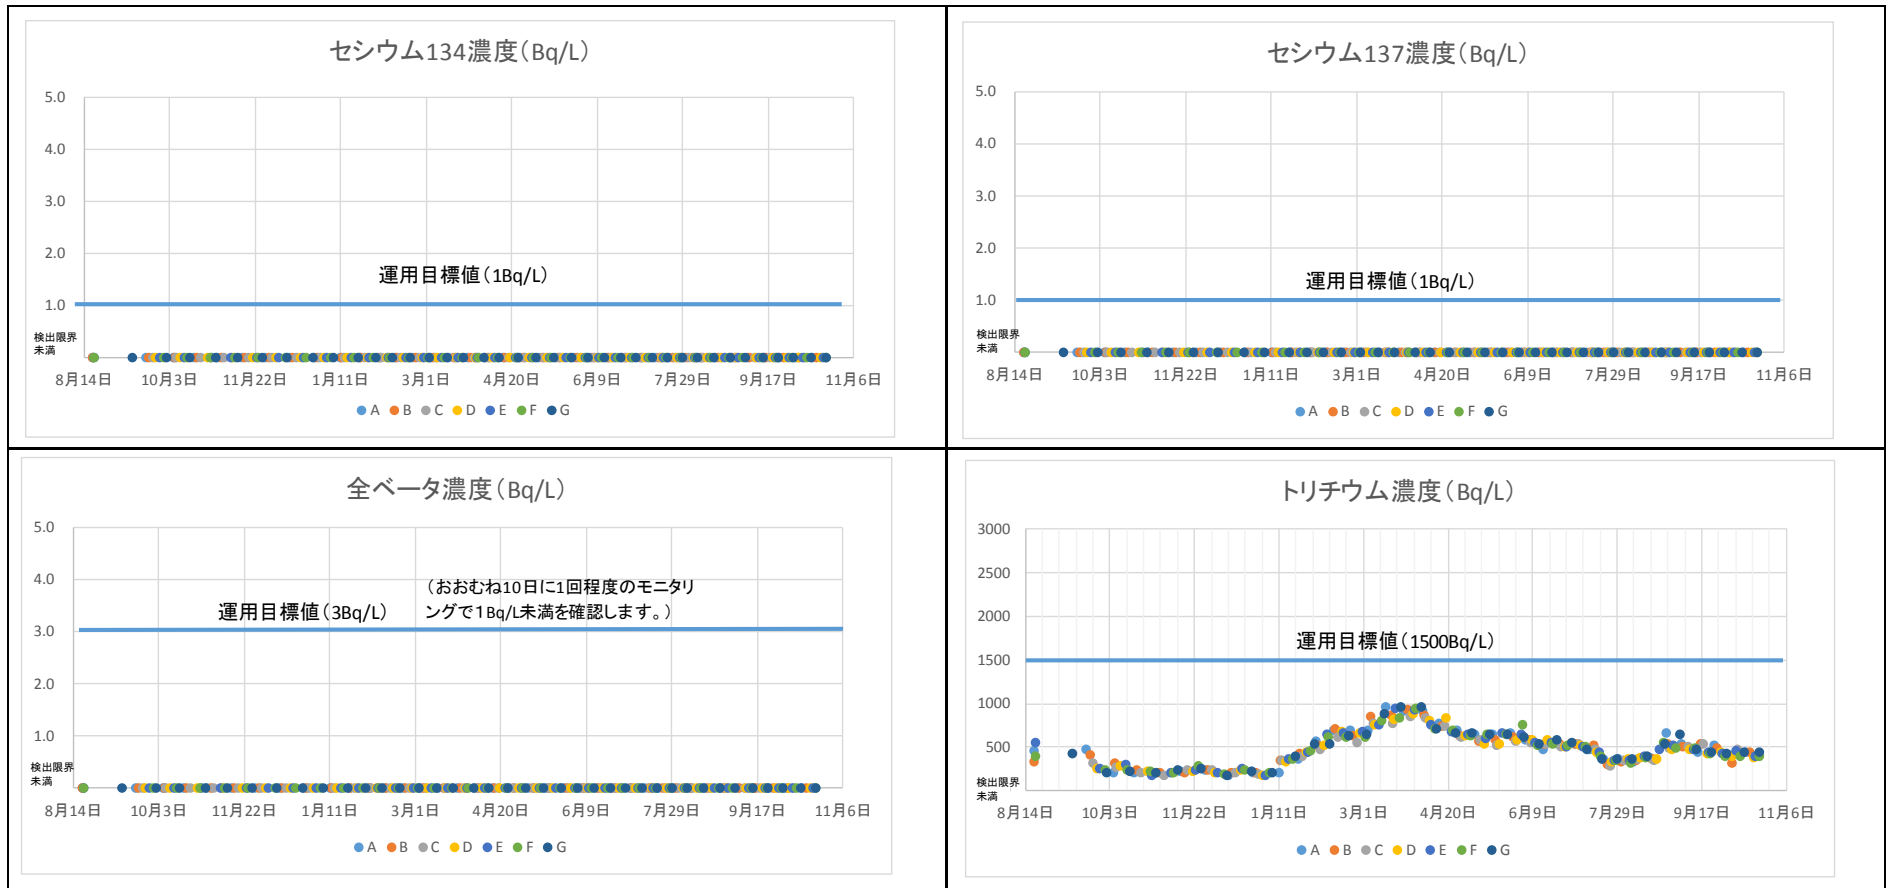 セシウム134濃度(Bq/L)
5.0
4.0
3.0
2.0
運用目標値(1Bq/L)
1.0
検出限界
未満
8月14日 10月3日 11月22日 1月11日 3月1日 4月20日 6月9日 7月29日 9月17日 11月6日
A B C D E F G
セシウム137濃度(Bq/L)
5.0
4.0
3.0
2.0
運用目標値(1Bq/L)
1.0
検出限界
未満
8月14日 10月3日 11月22日 1月11日 3月1日 4月20日 6月9日 7月29日 9月17日 11月6日
A B C D E F G
全ベータ濃度(Bq/L)
5.0
4.0
(おおむね10日に1回程度のモニタリ
運用目標値(3Bq/L) ングで1Bq/L未満を確認します。)
3.0
2.0
1.0
検出限界
未満
8月14日 10月3日 11月22日 1月11日 3月1日 4月20日 6月9日 7月29日 9月17日 11月6日
A B C D E F G
トリチウム濃度(Bq/L)
3000
2500
2000
運用目標値(1500Bq/L)
1500
1000
500
検出限界
未満
8月14日 10月3日 11月22日 1月11日 3月1日 4月20日 6月9日 7月29日 9月17日 11月6日
A B C D E F G